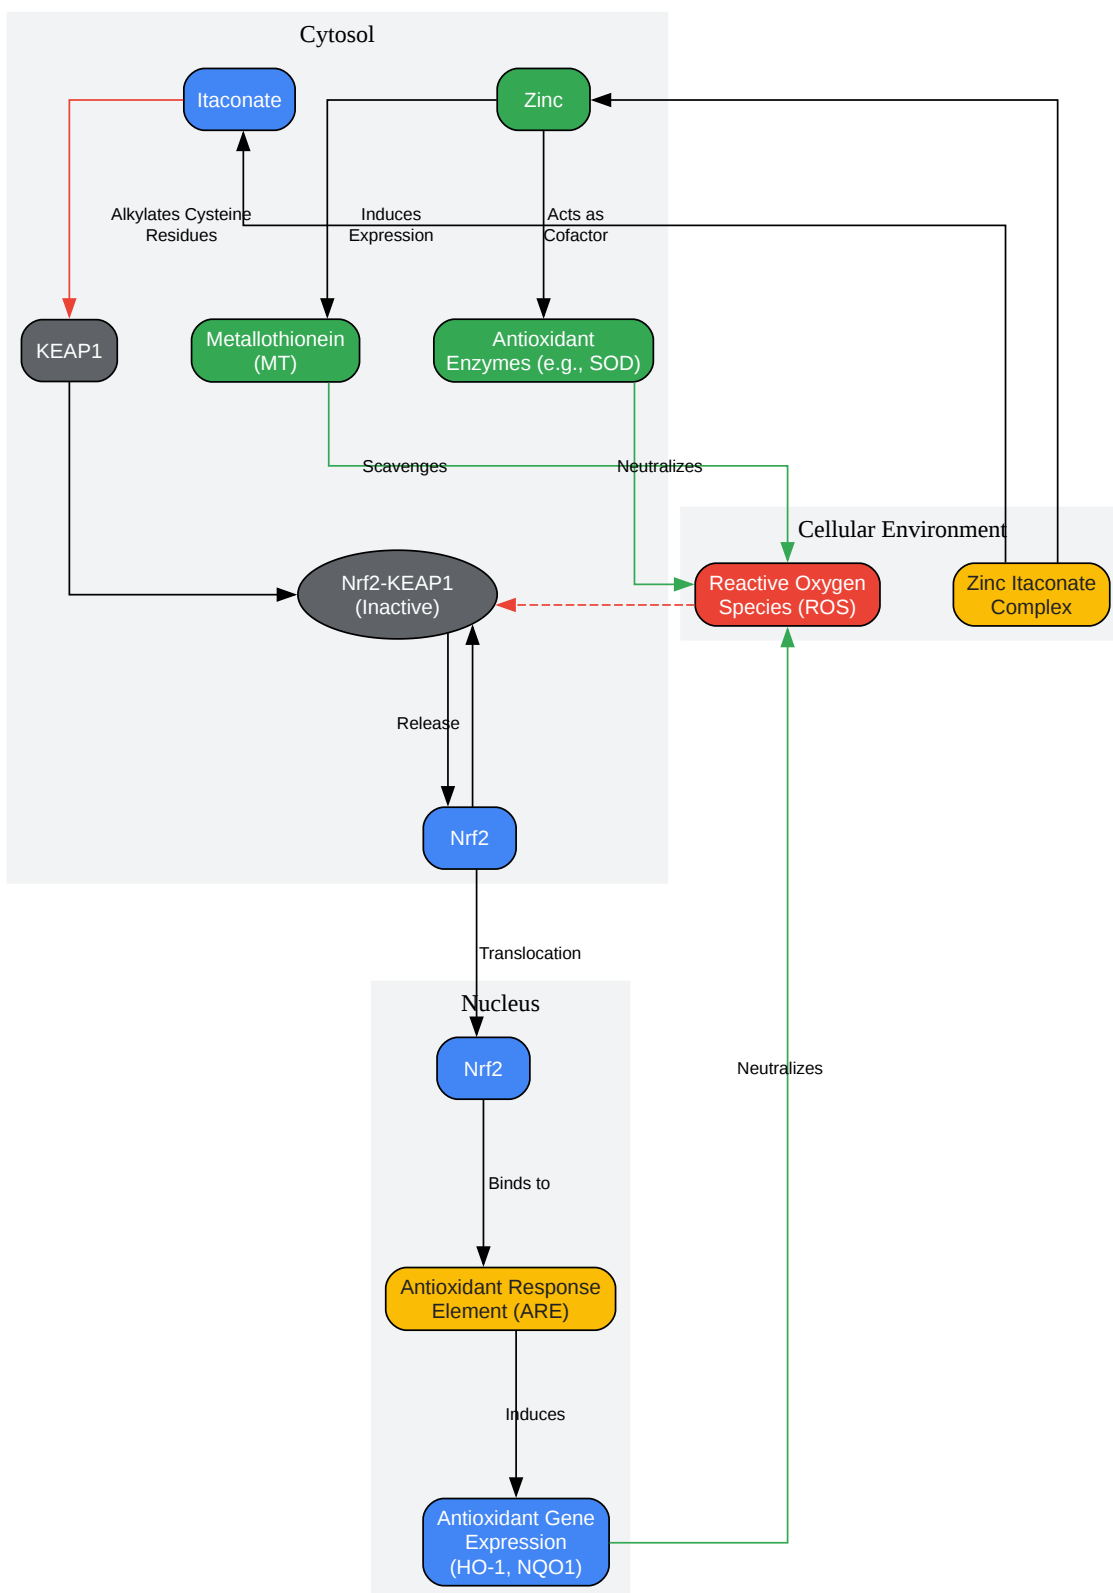 Cytosol
Itaconate
Zinc
Alkylates Cysteine
Residues
Induces
Expression
Acts as
Cofactor
KEAP1
Metallothionein
(MT)
Antioxidant
Enzymes (e.g., SOD)
Scavenges
Neutralizes
Cellular Environment
Nrf2-KEAP1
(Inactive)
Reactive Oxygen
Species (ROS)
Zinc Itaconate
Complex
Release
Nrf2
Translocation
Nucleus
Nrf2
Neutralizes
Binds to
Antioxidant Response
Element (ARE)
Induces
Antioxidant Gene
Expression
(HO-1, NQO1)